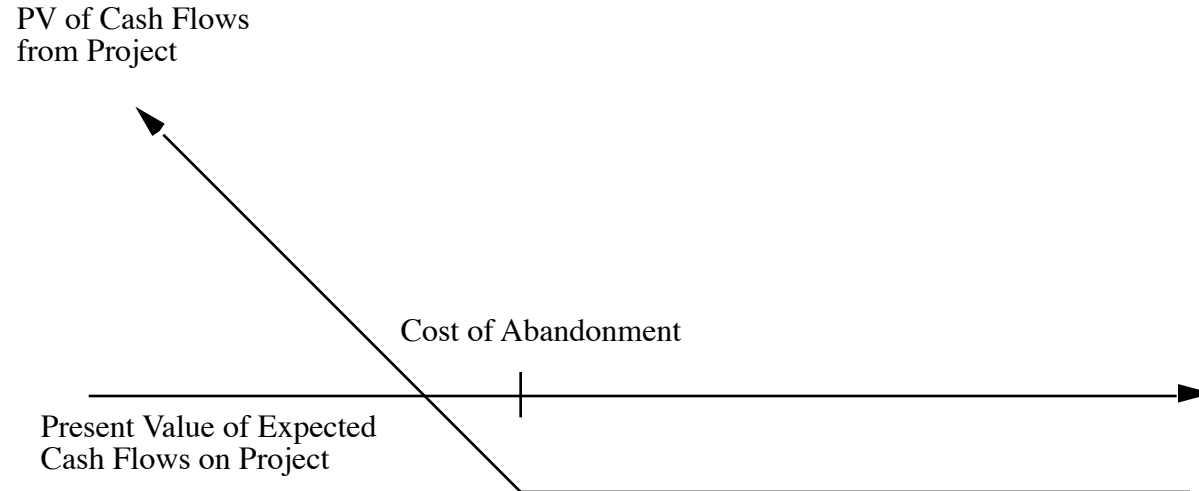 PV of Cash Flows
from Project
Cost of Abandonment
Present Value of Expected
Cash Flows on Project